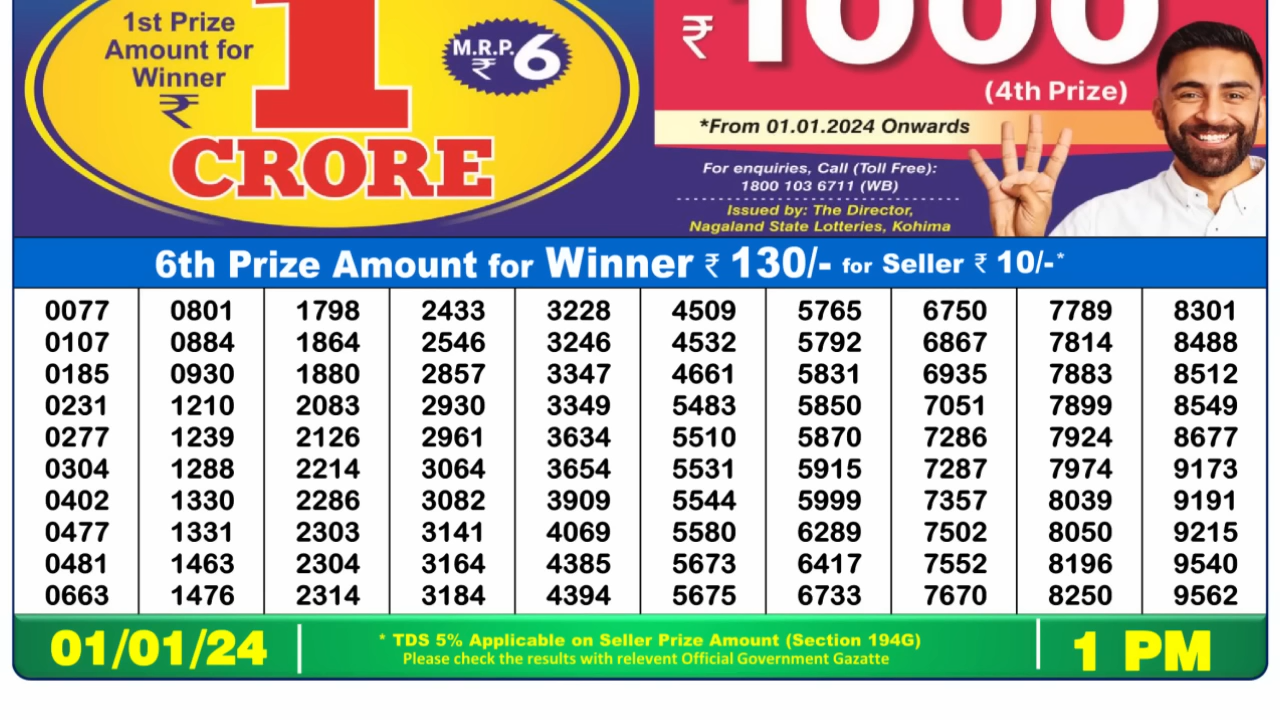 1st Prize
Amount for
Winner
₹
1
CRORE
M.R.P.
₹ 6
₹ 1000
(4th Prize)
*From 01.01.2024 Onwards
For enquiries, Call (Toll Free):
1800 103 6711 (WB)
Issued by: The Director,
Nagaland State Lotteries, Kohima
6th Prize Amount for Winner ₹ 130/- for Seller ₹ 10/-*
0077 0801 1798 2433 3228 4509 5765 6750 7789 8301
0107 0884 1864 2546 3246 4532 5792 6867 7814 8488
0185 0930 1880 2857 3347 4661 5831 6935 7883 8512
0231 1210 2083 2930 3349 5483 5850 7051 7899 8549
0277 1239 2126 2961 3634 5510 5870 7286 7924 8677
0304 1288 2214 3064 3654 5531 5915 7287 7974 9173
0402 1330 2286 3082 3909 5544 5999 7357 8039 9191
0477 1331 2303 3141 4069 5580 6289 7502 8050 9215
0481 1463 2304 3164 4385 5673 6417 7552 8196 9540
0663 1476 2314 3184 4394 5675 6733 7670 8250 9562
01/01/24
* TDS 5% Applicable on Seller Prize Amount (Section 194G)
Please check the results with relevent Official Government Gazatte
1 PM